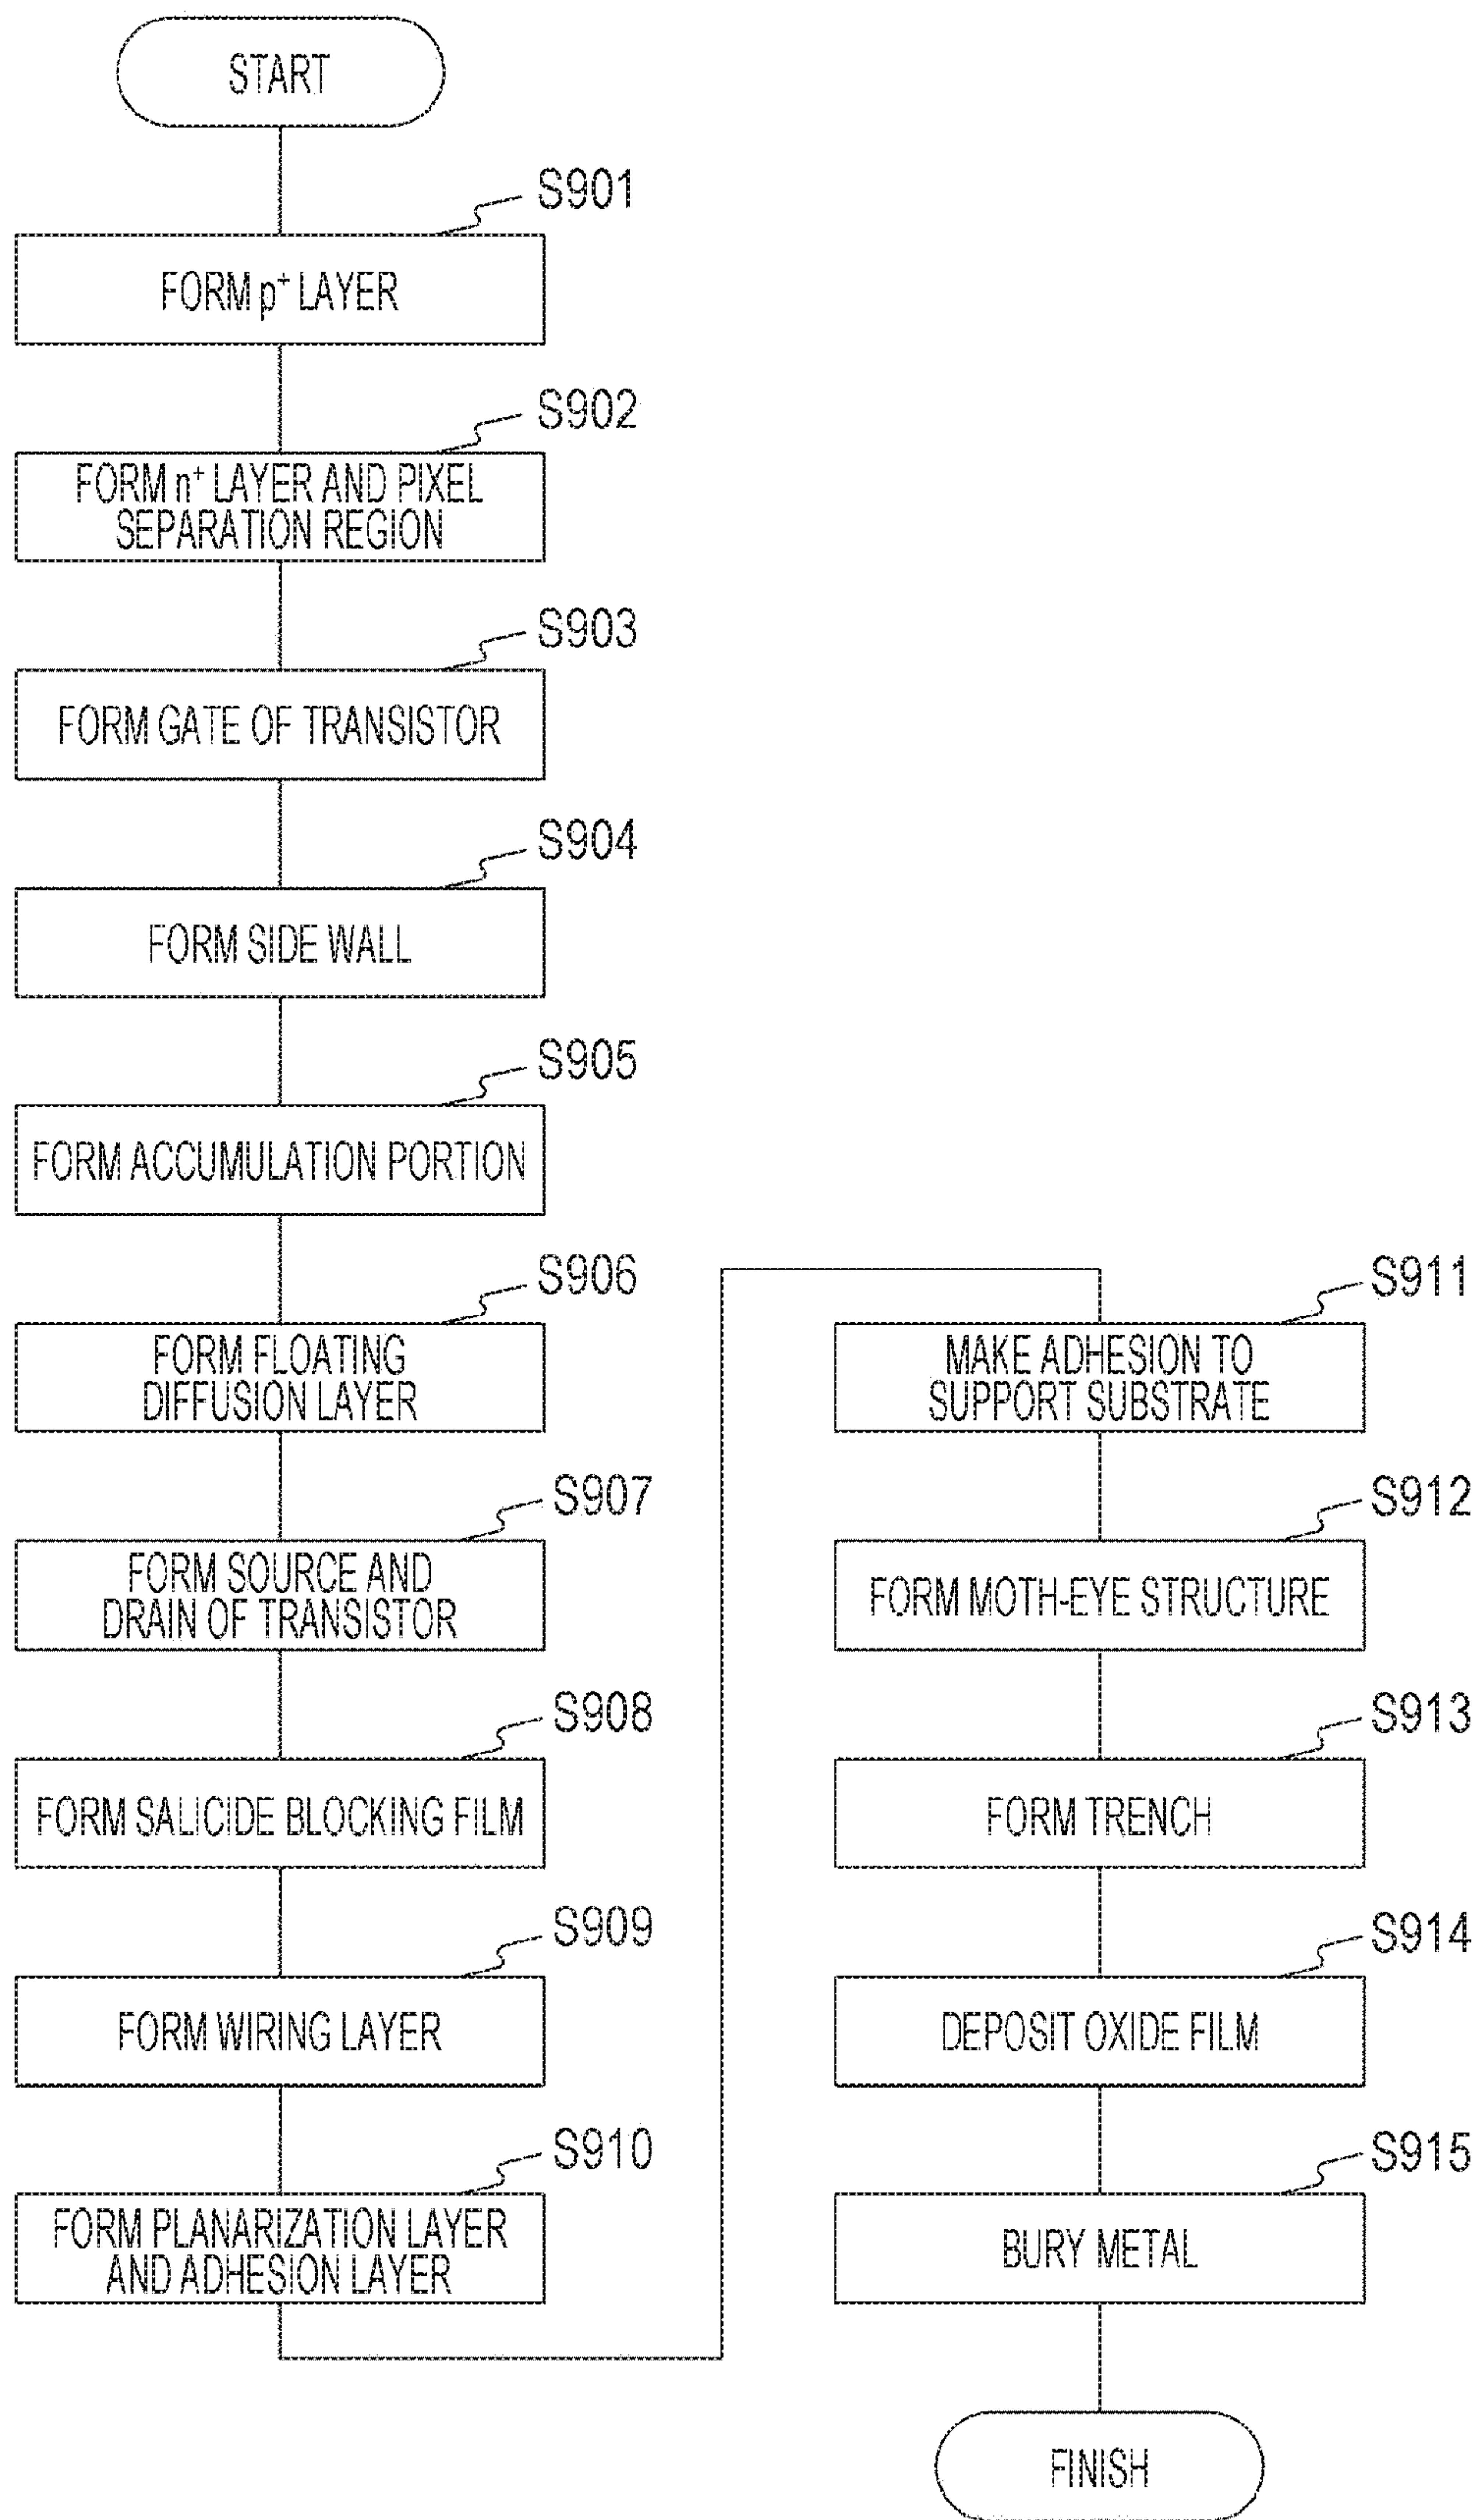 START
S901
FORM p⁺ LAYER
S902
FORM n⁺ LAYER AND PIXEL
SEPARATION REGION
S903
FORM GATE OF TRANSISTOR
S904
FORM SIDE WALL
S905
FORM ACCUMULATION PORTION
S906
FORM FLOATING
DIFFUSION LAYER
S907
FORM SOURCE AND
DRAIN OF TRANSISTOR
S908
FORM SALICIDE BLOCKING FILM
S909
FORM WIRING LAYER
S910
FORM PLANARIZATION LAYER
AND ADHESION LAYER
S911
MAKE ADHESION TO
SUPPORT SUBSTRATE
S912
FORM MOTH-EYE STRUCTURE
S913
FORM TRENCH
S914
DEPOSIT OXIDE FILM
S915
BURY METAL
FINISH